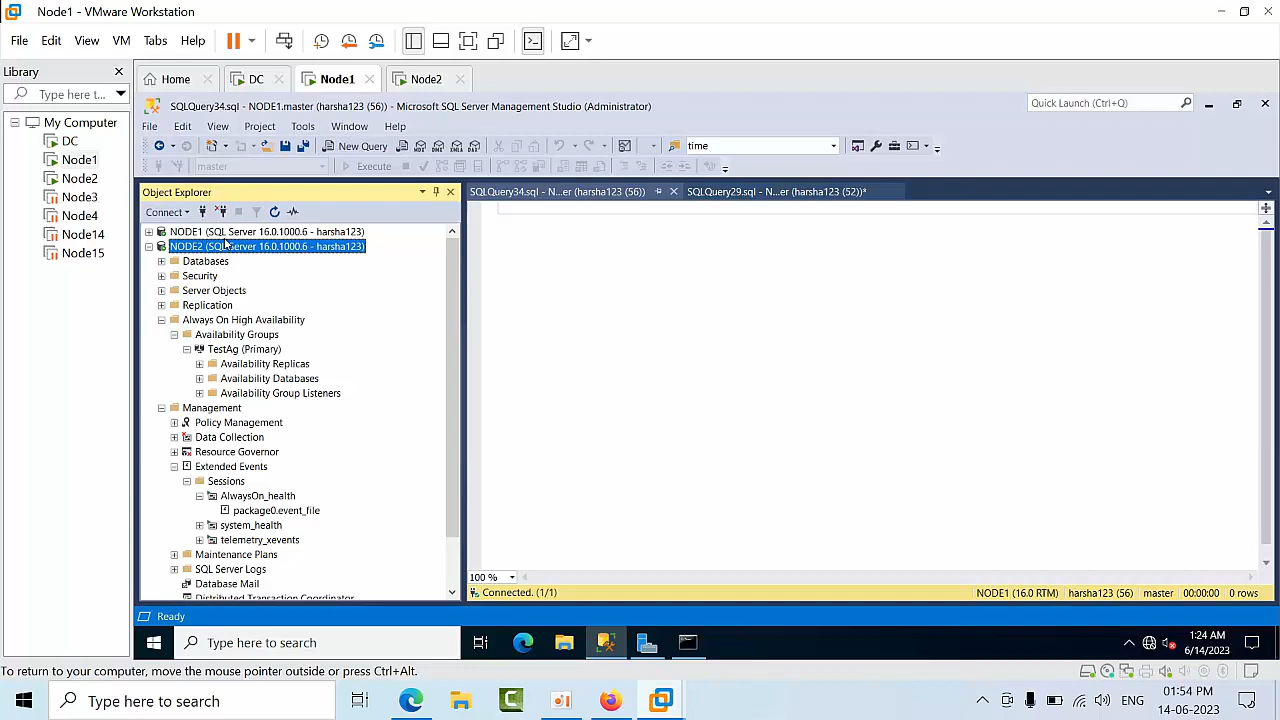 Node1 - VMware Workstation
File Edit View VM Tabs Help
Library
Type here t...
My Computer
DC
Node1
Node2
Node3
Node4
Node14
Node15
Home DC Node1 Node2
SQLQuery34.sql - NODE1.master (harsha123 (56)) - Microsoft SQL Server Management Studio (Administrator)
Quick Launch (Ctrl+Q)
File Edit View Project Tools Window Help
New Query time
master Execute
Object Explorer
Connect
NODE1 (SQL Server 16.0.1000.6 - harsha123)
NODE2 (SQL Server 16.0.1000.6 - harsha123)
Databases
Security
Server Objects
Replication
Always On High Availability
Availability Groups
TestAg (Primary)
Availability Replicas
Availability Databases
Availability Group Listeners
Management
Policy Management
Data Collection
Resource Governor
Extended Events
Sessions
AlwaysOn_health
package0.event_file
system_health
telemetry_xevents
Maintenance Plans
SQL Server Logs
Database Mail
Distributed Transaction Coordinator
SQLQuery34.sql - N...er (harsha123 (56)) SQLQuery29.sql - N...er (harsha123 (52))*
100 %
Connected. (1/1) NODE1 (16.0 RTM) harsha123 (56) master 00:00:00 0 rows
Ready
Type here to search
1:24 AM
6/14/2023
To return to your computer, move the mouse pointer outside or press Ctrl+Alt.
Type here to search
ENG
01:54 PM
14-06-2023